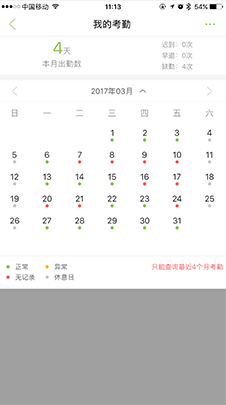 中国移动 11:13 54%
我的考勤
4天
本月出勤数
迟到：0次
早退：0次
缺勤：4次
2017年03月
日 一 二 三 四 五 六
1 2 3 4
5 6 7 8 9 10 11
12 13 14 15 16 17 18
19 20 21 22 23 24 25
26 27 28 29 30 31
正常 异常
无记录 休息日
只能查询最近4个月考勤